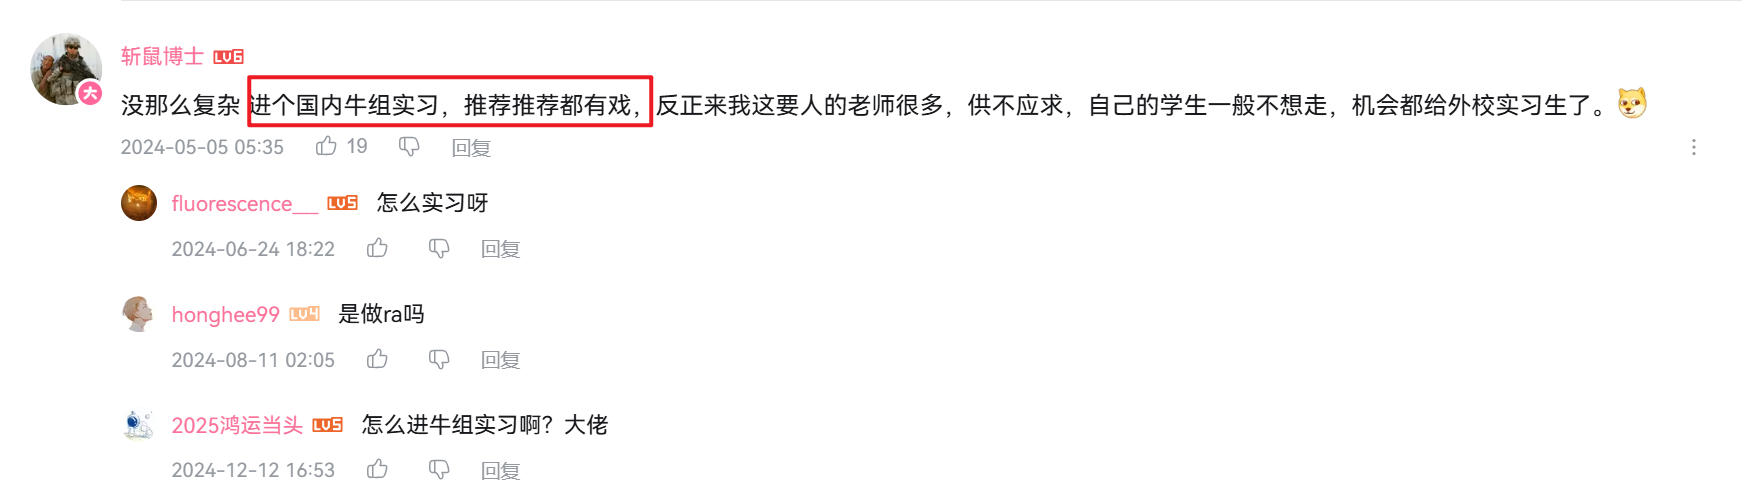 斩鼠博士 LV6
大
没那么复杂 进个国内牛组实习，推荐推荐都有戏，反正来我这要人的老师很多，供不应求，自己的学生一般不想走，机会都给外校实习生了。
2024-05-05 05:35 19 回复
fluorescence__ LV5 怎么实习呀
2024-06-24 18:22 回复
honghee99 LV4 是做ra吗
2024-08-11 02:05 回复
2025鸿运当头 LV5 怎么进牛组实习啊？大佬
2024-12-12 16:53 回复